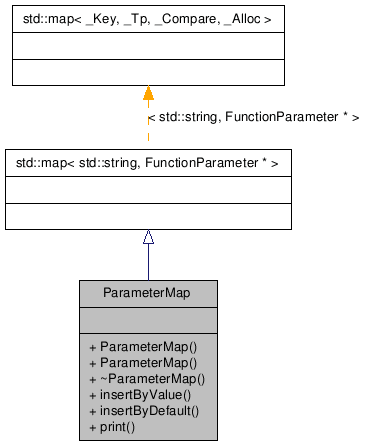 std::map< _Key, _Tp, _Compare, _Alloc >
< std::string, FunctionParameter * >
std::map< std::string, FunctionParameter * >
ParameterMap
+ ParameterMap()
+ ParameterMap()
+ ~ParameterMap()
+ insertByValue()
+ insertByDefault()
+ print()